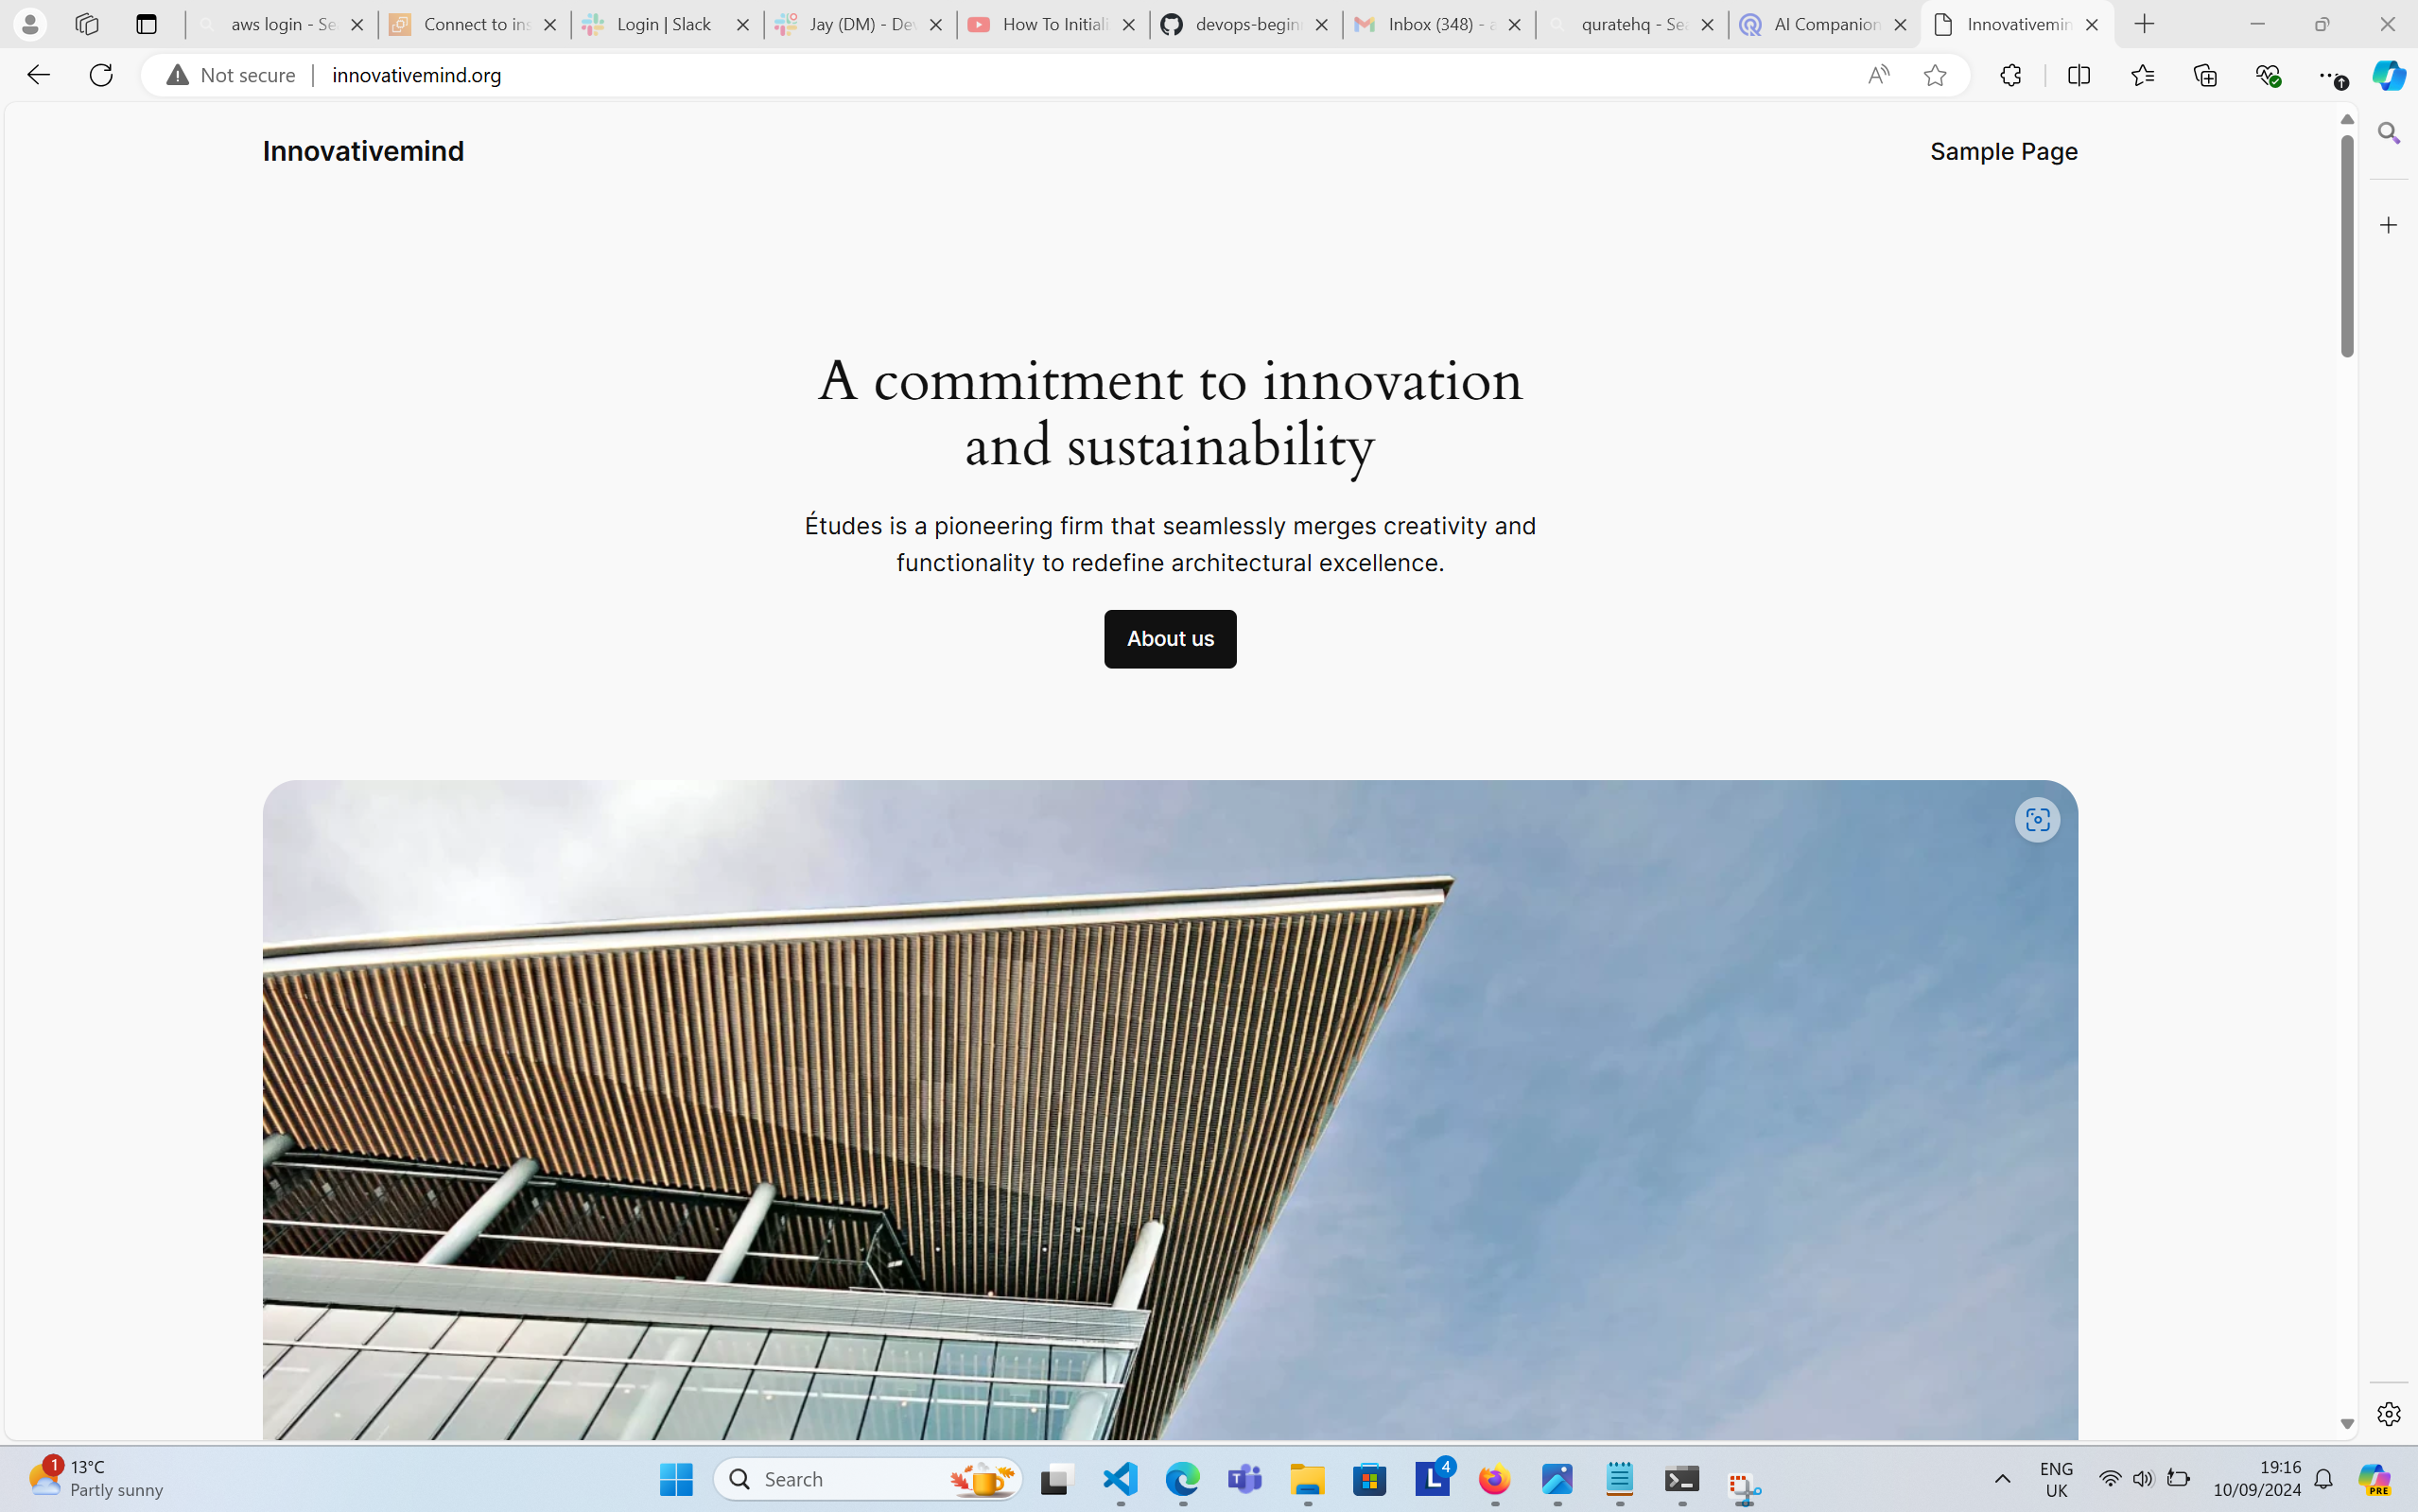 aws login - Se
Connect to ins
Login | Slack
Jay (DM) - Dev
How To Initiali
devops-begin
Inbox (348) - a
quratehq - Sea
AI Companion
Innovativemin
Not secure
innovativemind.org
Innovativemind
Sample Page
A commitment to innovation
and sustainability
Études is a pioneering firm that seamlessly merges creativity and
functionality to redefine architectural excellence.
About us
1
13°C
Partly sunny
Search
4
ENG
UK
19:16
10/09/2024
PRE